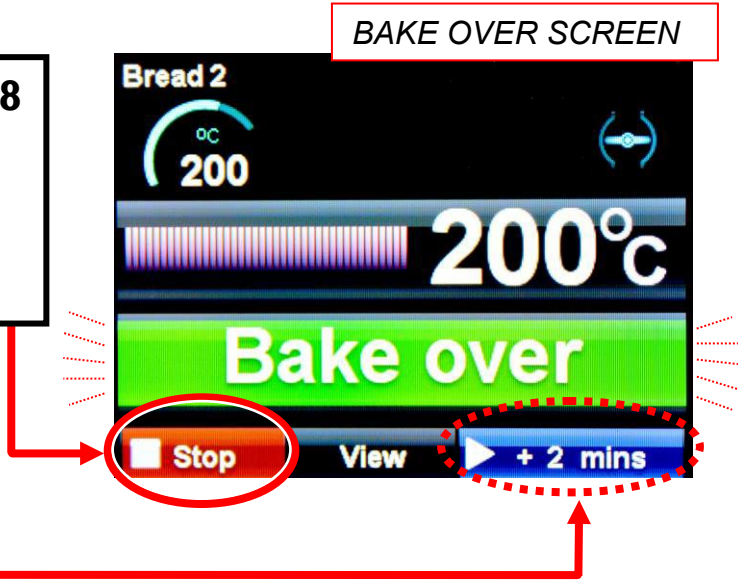 BAKE OVER SCREEN
8
Bread 2
°C
200
200°C
Bake over
Stop
View
+ 2 mins